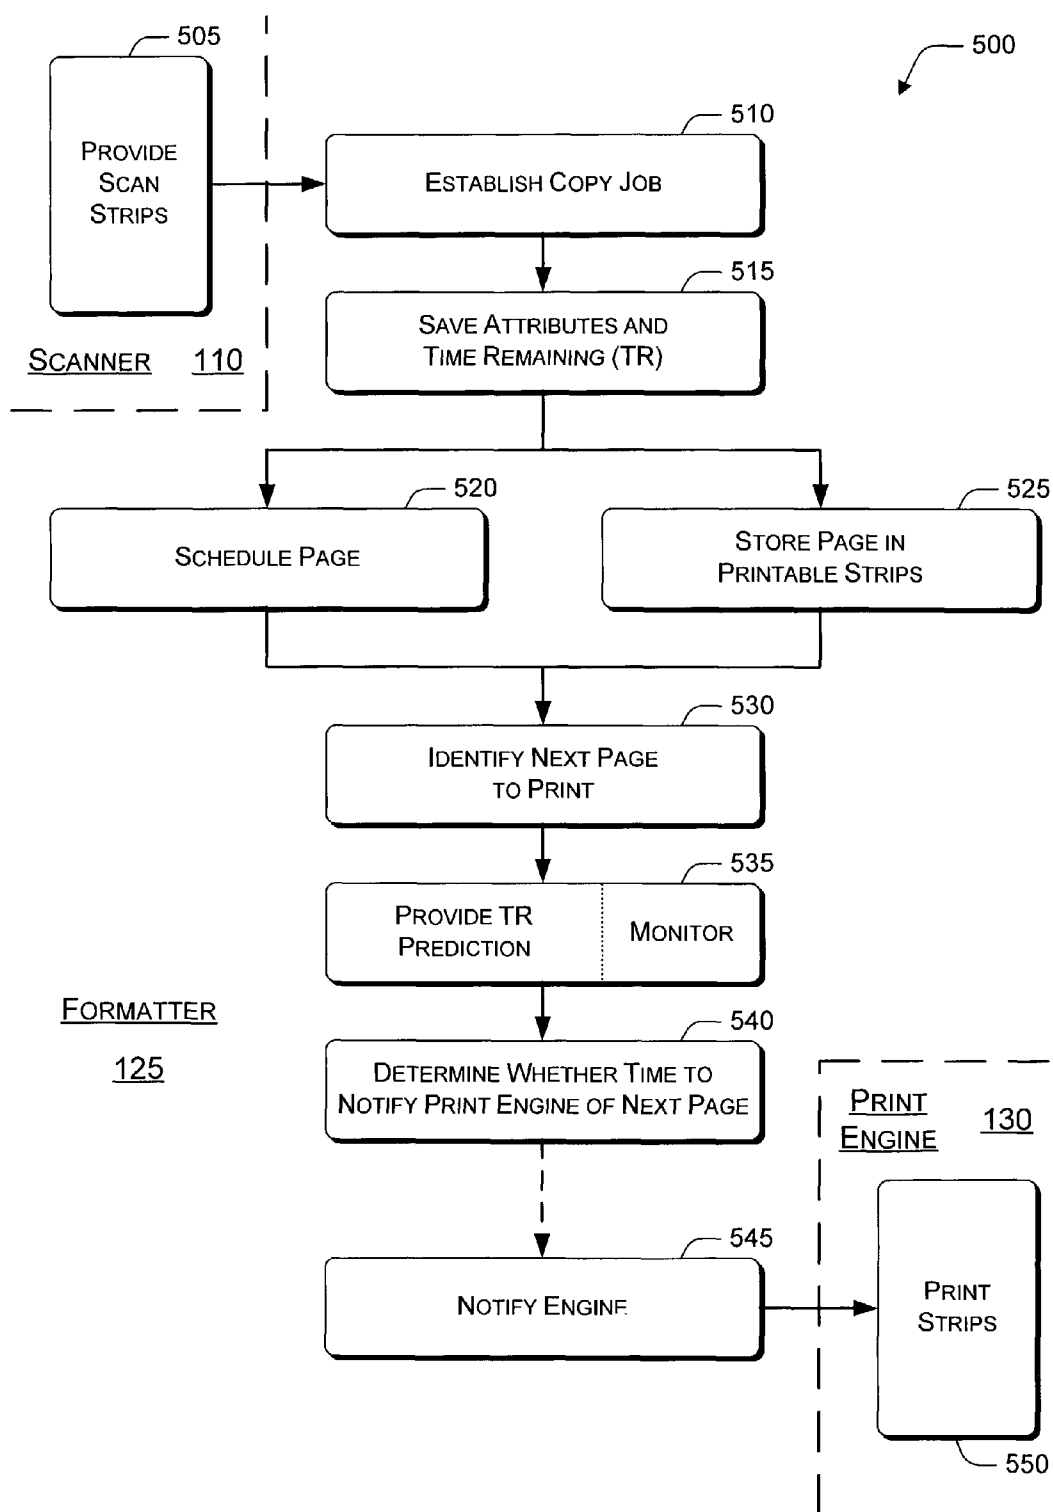 505
500
PROVIDE
SCAN
STRIPS
SCANNER 110
510
ESTABLISH COPY JOB
515
SAVE ATTRIBUTES AND
TIME REMAINING (TR)
520
SCHEDULE PAGE
525
STORE PAGE IN
PRINTABLE STRIPS
530
IDENTIFY NEXT PAGE
TO PRINT
535
PROVIDE TR
PREDICTION
MONITOR
FORMATTER
125
540
DETERMINE WHETHER TIME TO
NOTIFY PRINT ENGINE OF NEXT PAGE
545
NOTIFY ENGINE
PRINT
ENGINE
130
PRINT
STRIPS
550